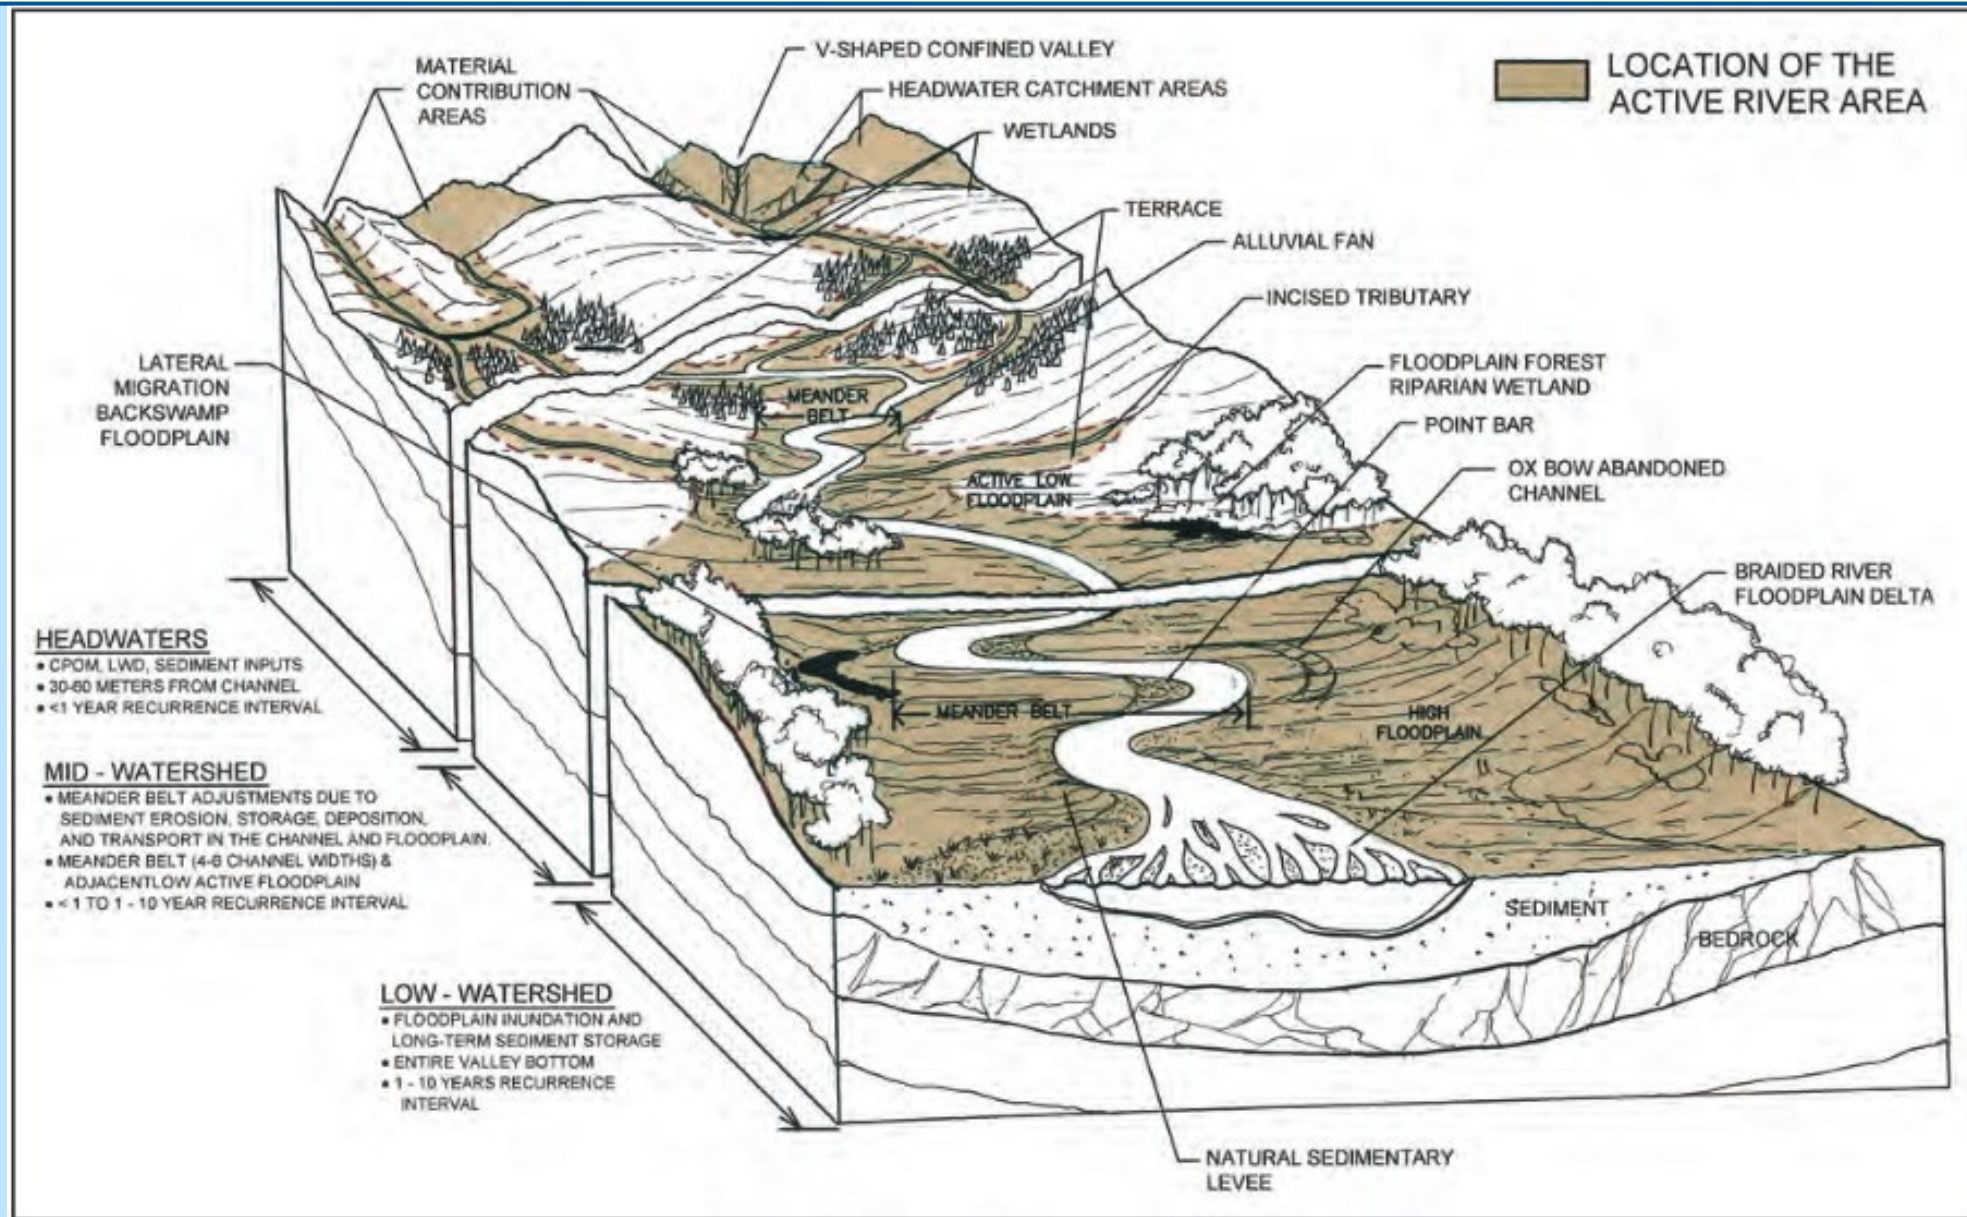 V-SHAPED CONFINED VALLEY
MATERIAL
CONTRIBUTION
AREAS
HEADWATER CATCHMENT AREAS
WETLANDS
LOCATION OF THE
ACTIVE RIVER AREA
TERRACE
ALLUVIAL FAN
INCISED TRIBUTARY
LATERAL
MIGRATION
BACKSWAMP
FLOODPLAIN
FLOODPLAIN FOREST
RIPARIAN WETLAND
MEANDER
BELT
POINT BAR
OX BOW ABANDONED
CHANNEL
ACTIVE LOW
FLOODPLAIN
BRAIDED RIVER
FLOODPLAIN DELTA
HEADWATERS
• CPOM, LWD, SEDIMENT INPUTS
• 30-60 METERS FROM CHANNEL
• <1 YEAR RECURRENCE INTERVAL
MEANDER BELT
HIGH
FLOODPLAIN
MID - WATERSHED
• MEANDER BELT ADJUSTMENTS DUE TO
SEDIMENT EROSION, STORAGE, DEPOSITION,
AND TRANSPORT IN THE CHANNEL AND FLOODPLAIN.
• MEANDER BELT (4-6 CHANNEL WIDTHS) &
ADJACENTLOW ACTIVE FLOODPLAIN
• < 1 TO 1 - 10 YEAR RECURRENCE INTERVAL
SEDIMENT
BEDROCK
LOW - WATERSHED
• FLOODPLAIN INUNDATION AND
LONG-TERM SEDIMENT STORAGE
• ENTIRE VALLEY BOTTOM
• 1 - 10 YEARS RECURRENCE
INTERVAL
NATURAL SEDIMENTARY
LEVEE